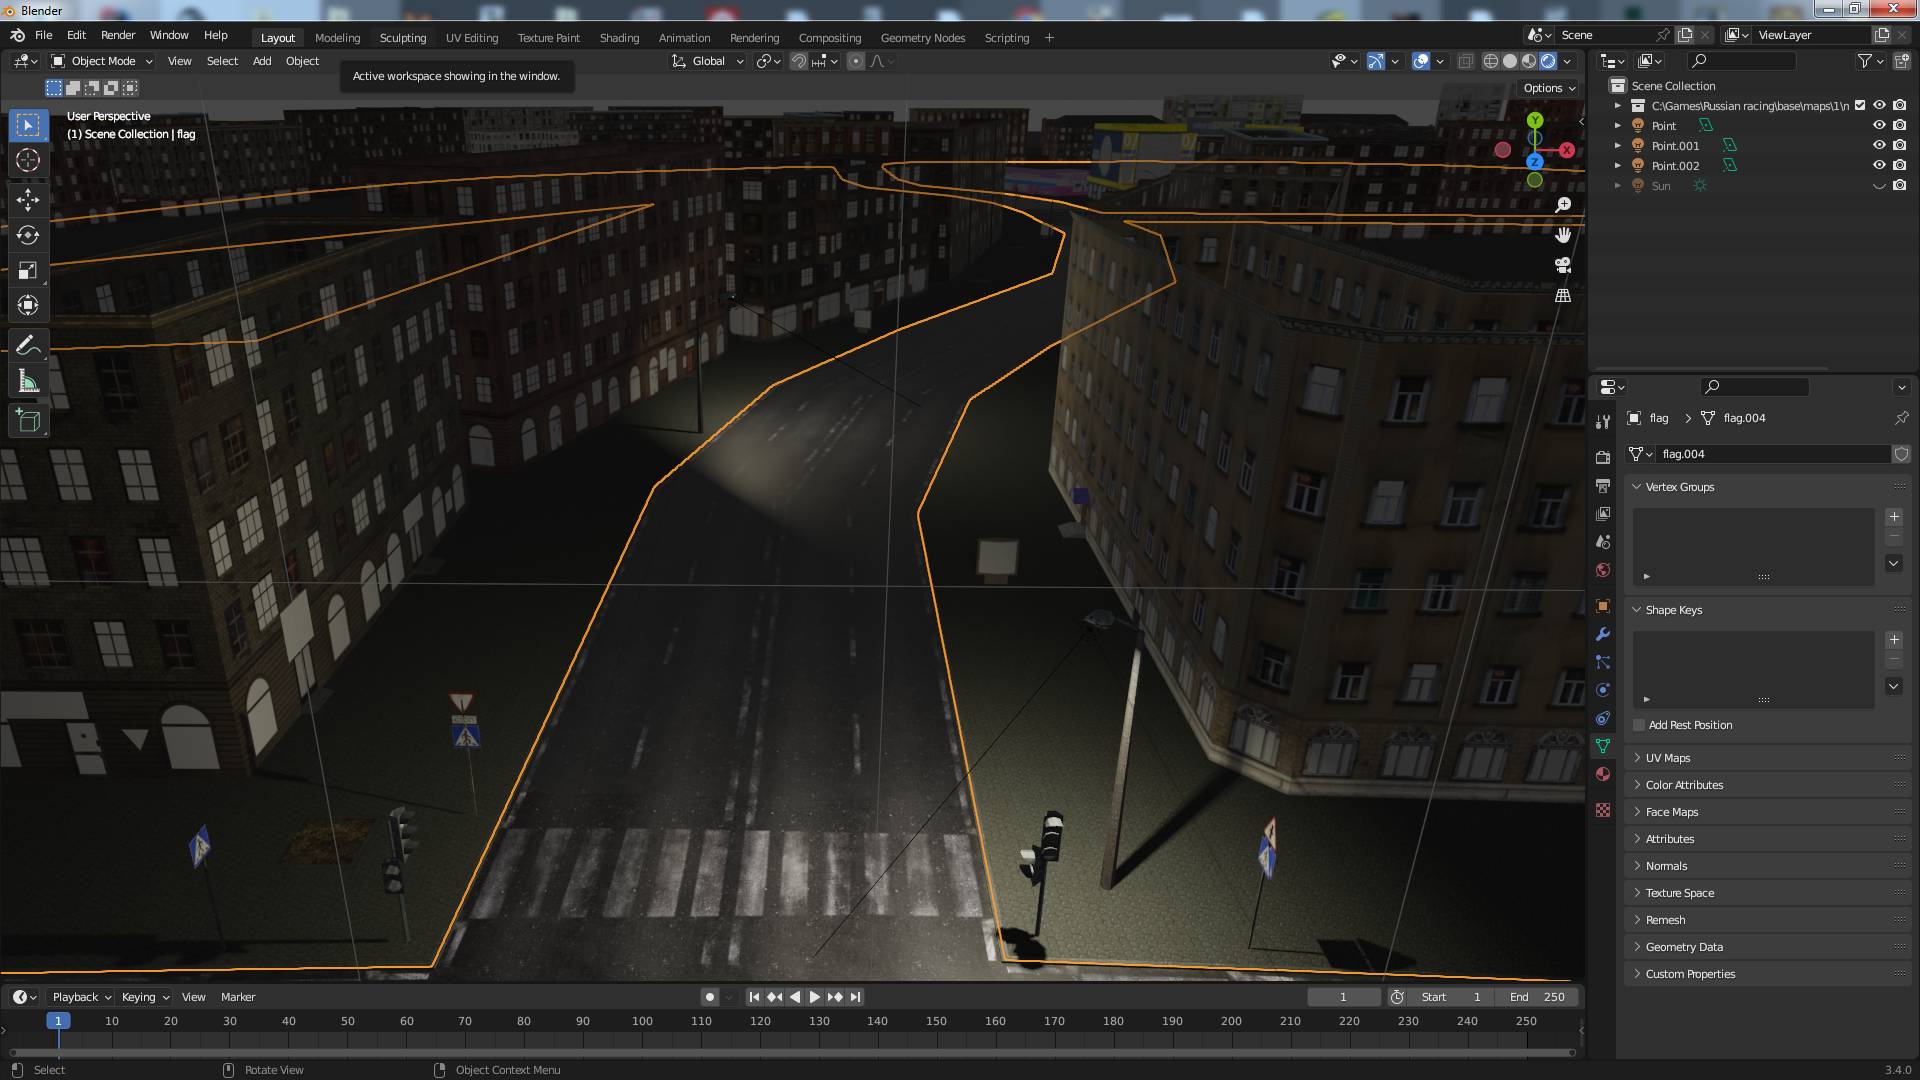 Blender
File Edit Render Window Help
Layout Modeling Sculpting UV Editing Texture Paint Shading Animation Rendering Compositing Geometry Nodes Scripting +
Scene
ViewLayer
Object Mode View Select Add Object
Global
Active workspace showing in the window.
Options
User Perspective
(1) Scene Collection | flag
Y
X
Z
Scene Collection
C:\Games\Russian racing\base\maps\1\n
Point
Point.001
Point.002
Sun
flag > flag.004
flag.004
Vertex Groups
Shape Keys
Add Rest Position
UV Maps
Color Attributes
Face Maps
Attributes
Normals
Texture Space
Remesh
Geometry Data
Custom Properties
Playback Keying View Marker
1
Start 1
End 250
1 10 20 30 40 50 60 70 80 90 100 110 120 130 140 150 160 170 180 190 200 210 220 230 240 250
Select
Rotate View
Object Context Menu
3.4.0